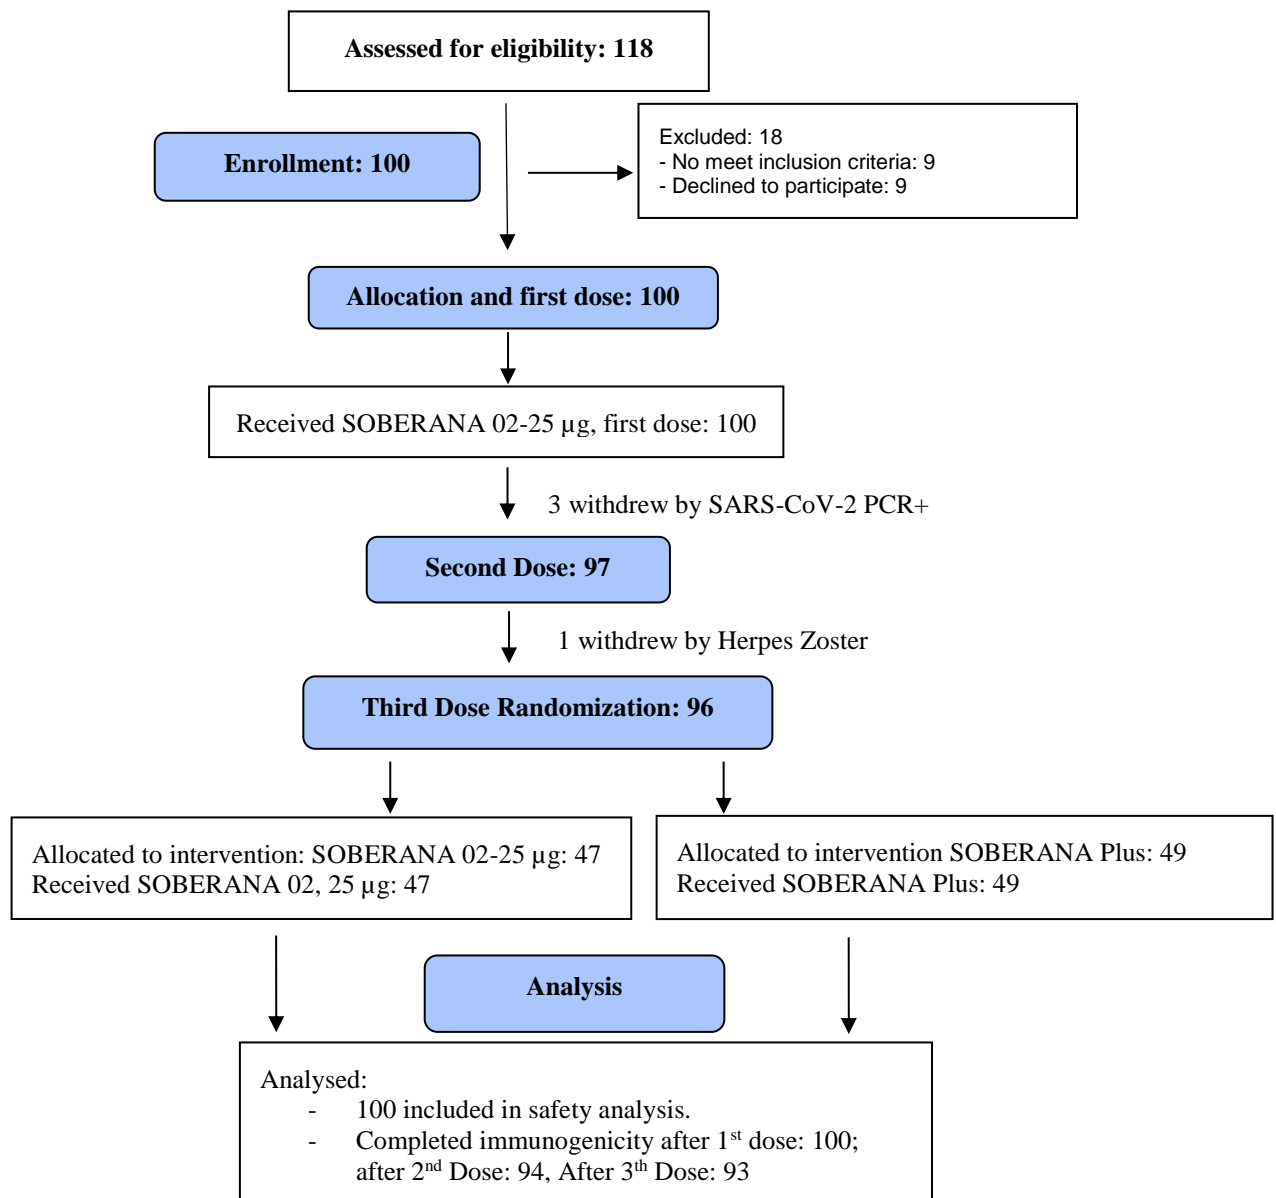 Assessed for eligibility: 118
Enrollment: 100
Excluded: 18
- No meet inclusion criteria: 9
- Declined to participate: 9
Allocation and first dose: 100
Received SOBERANA 02-25 µg, first dose: 100
3 withdrew by SARS-CoV-2 PCR+
Second Dose: 97
1 withdrew by Herpes Zoster
Third Dose Randomization: 96
Allocated to intervention: SOBERANA 02-25 µg: 47
Received SOBERANA 02, 25 µg: 47
Allocated to intervention SOBERANA Plus: 49
Received SOBERANA Plus: 49
Analysis
Analysed:
- 100 included in safety analysis.
- Completed immunogenicity after 1st dose: 100;
after 2nd Dose: 94, After 3th Dose: 93